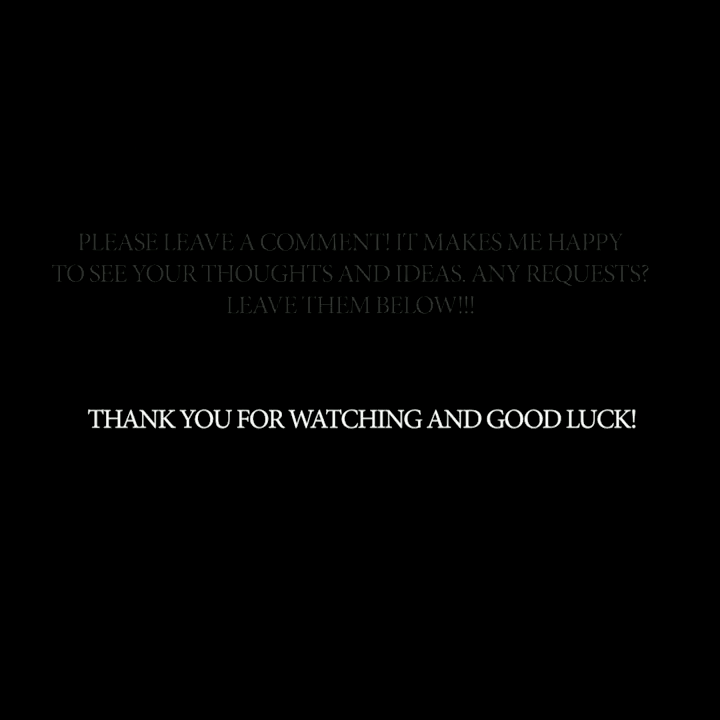 PLEASE LEAVE A COMMENT! IT MAKES ME HAPPY
TO SEE YOUR THOUGHTS AND IDEAS. ANY REQUESTS?
LEAVE THEM BELOW!!!
THANK YOU FOR WATCHING AND GOOD LUCK!